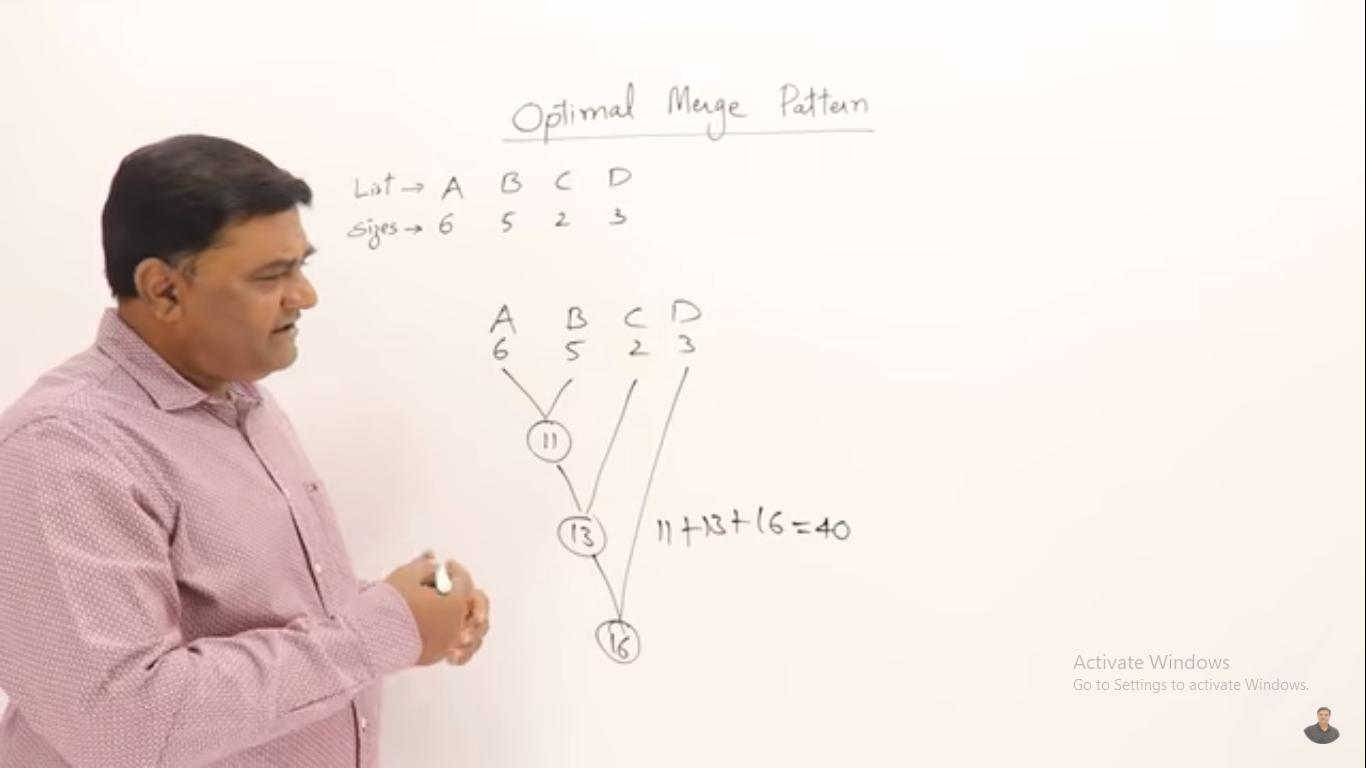 Optimal Merge Pattern
List → A B C D
Sizes → 6 5 2 3
A B C D
6 5 2 3
11
13
11+13+16=40
16
Activate Windows
Go to Settings to activate Windows.